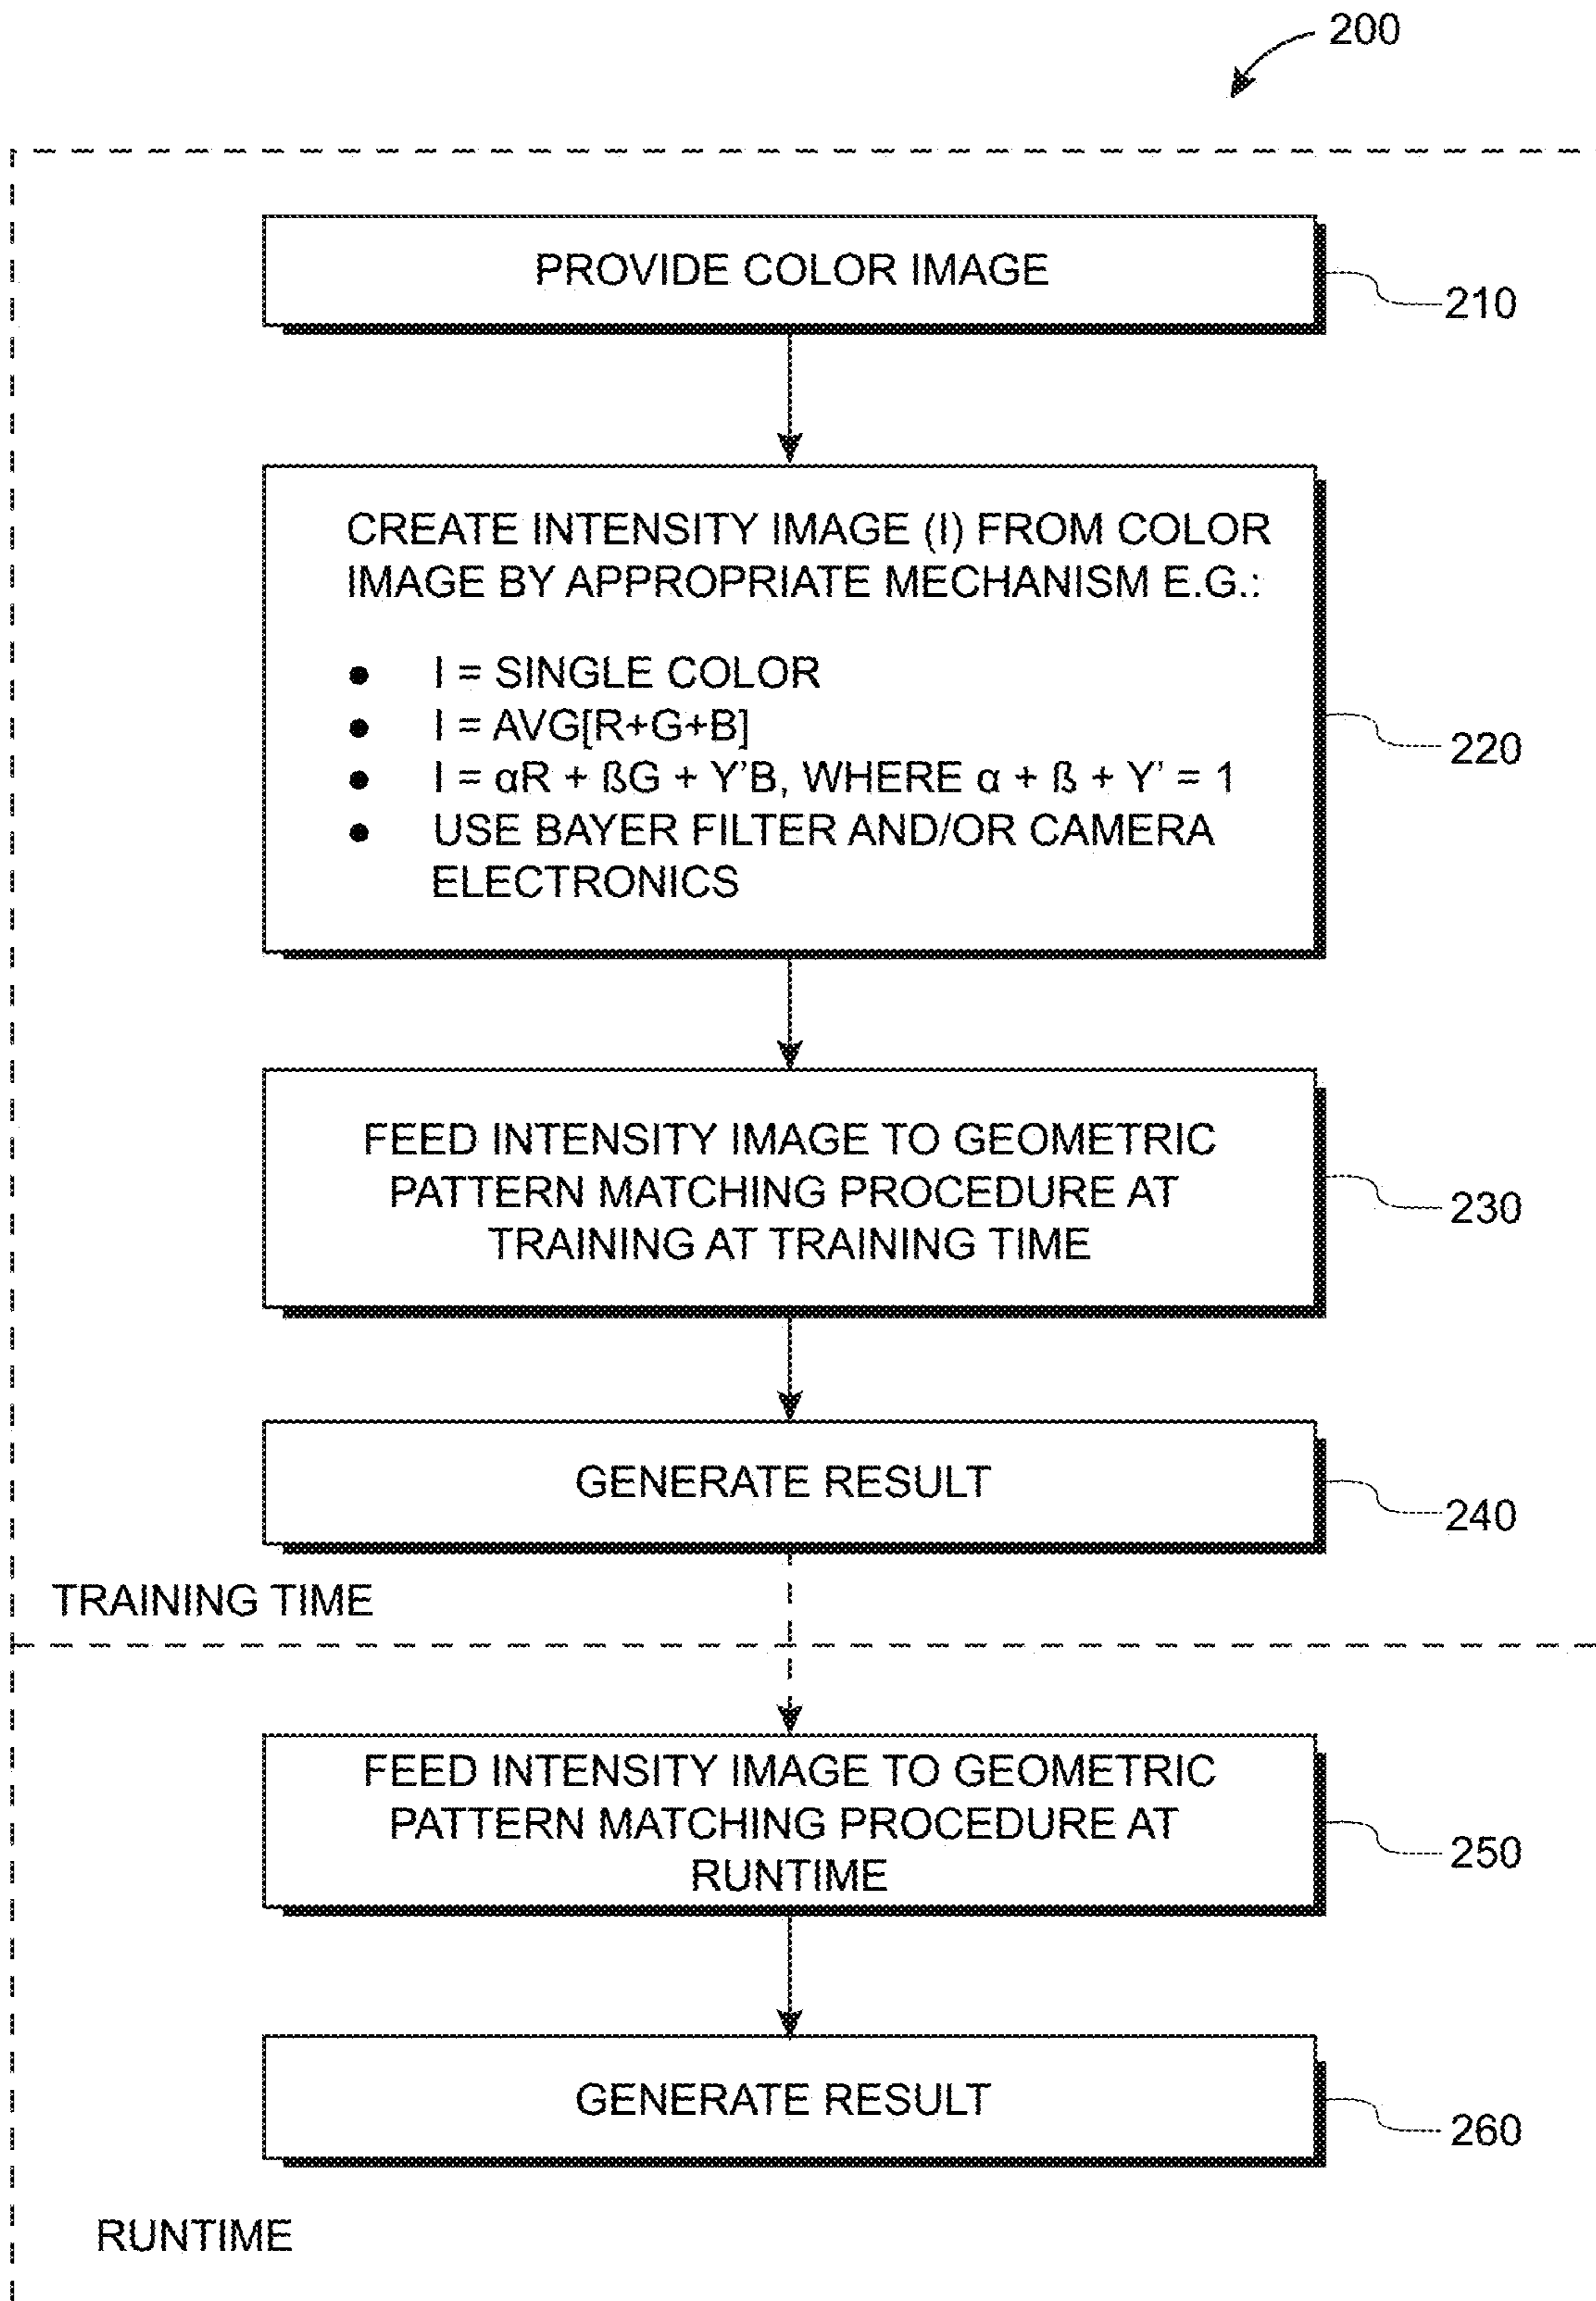 200
PROVIDE COLOR IMAGE
210
CREATE INTENSITY IMAGE (I) FROM COLOR
IMAGE BY APPROPRIATE MECHANISM E.G.:
● I = SINGLE COLOR
● I = AVG[R+G+B]
● I = αR + ßG + Y'B, WHERE α + ß + Y' = 1
● USE BAYER FILTER AND/OR CAMERA
ELECTRONICS
220
FEED INTENSITY IMAGE TO GEOMETRIC
PATTERN MATCHING PROCEDURE AT
TRAINING AT TRAINING TIME
230
GENERATE RESULT
240
TRAINING TIME
FEED INTENSITY IMAGE TO GEOMETRIC
PATTERN MATCHING PROCEDURE AT
RUNTIME
250
GENERATE RESULT
260
RUNTIME